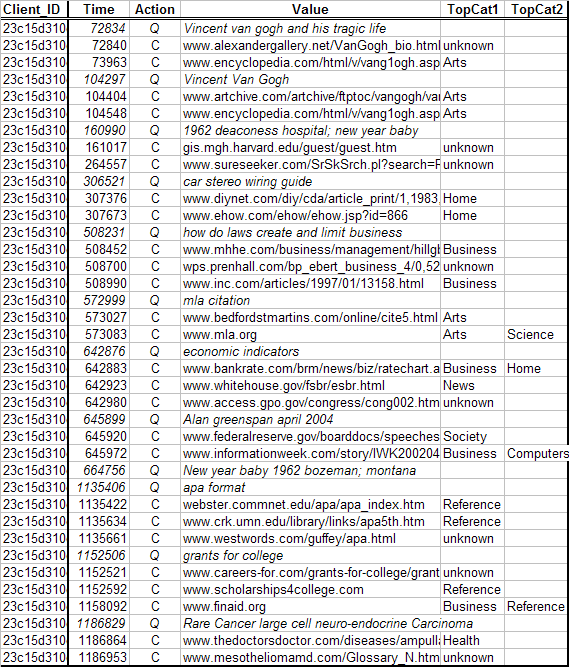 Client_ID Time Action Value TopCat1 TopCat2
23c15d310 72834 Q Vincent van gogh and his tragic life
23c15d310 72840 C www.alexandergallery.net/VanGogh_bio.html unknown
23c15d310 73963 C www.encyclopedia.com/html/v/vang1ogh.asp Arts
23c15d310 104297 Q Vincent Van Gogh
23c15d310 104404 C www.artchive.com/artchive/ftptoc/vangogh/va Arts
23c15d310 104548 C www.encyclopedia.com/html/v/vang1ogh.asp Arts
23c15d310 160990 Q 1962 deaconess hospital; new year baby
23c15d310 161017 C gis.mgh.harvard.edu/guest/guest.htm unknown
23c15d310 264557 C www.sureseeker.com/SrSkSrch.pl?search=F unknown
23c15d310 306521 Q car stereo wiring guide
23c15d310 307376 C www.diynet.com/diy/cda/article_print/1,1983 Home
23c15d310 307673 C www.ehow.com/ehow/ehow.jsp?id=866 Home
23c15d310 508231 Q how do laws create and limit business
23c15d310 508452 C www.mhhe.com/business/management/hillgb Business
23c15d310 508700 C wps.prenhall.com/bp_ebert_business_4/0,52 unknown
23c15d310 508990 C www.inc.com/articles/1997/01/13158.html Business
23c15d310 572999 Q mla citation
23c15d310 573027 C www.bedfordstmartins.com/online/cite5.html Arts
23c15d310 573083 C www.mla.org Arts Science
23c15d310 642876 Q economic indicators
23c15d310 642883 C www.bankrate.com/brm/news/biz/ratechart.a Business Home
23c15d310 642923 C www.whitehouse.gov/fsbr/esbr.html News
23c15d310 642980 C www.access.gpo.gov/congress/cong002.htm unknown
23c15d310 645899 Q Alan greenspan april 2004
23c15d310 645920 C www.federalreserve.gov/boarddocs/speeches Society
23c15d310 645972 C www.informationweek.com/story/IWK200204 Business Computers
23c15d310 664756 Q New year baby 1962 bozeman; montana
23c15d310 1135406 Q apa format
23c15d310 1135422 C webster.commnet.edu/apa/apa_index.htm Reference
23c15d310 1135634 C www.crk.umn.edu/library/links/apa5th.htm Reference
23c15d310 1135661 C www.westwords.com/guffey/apa.html unknown
23c15d310 1152506 Q grants for college
23c15d310 1152521 C www.careers-for.com/grants-for-college/grant unknown
23c15d310 1152592 C www.scholarships4college.com Reference
23c15d310 1158092 C www.finaid.org Business Reference
23c15d310 1186829 Q Rare Cancer large cell neuro-endocrine Carcinoma
23c15d310 1186864 C www.thedoctorsdoctor.com/diseases/ampulla Health
23c15d310 1186953 C www.mesotheliomamd.com/Glossary_N.htm unknown